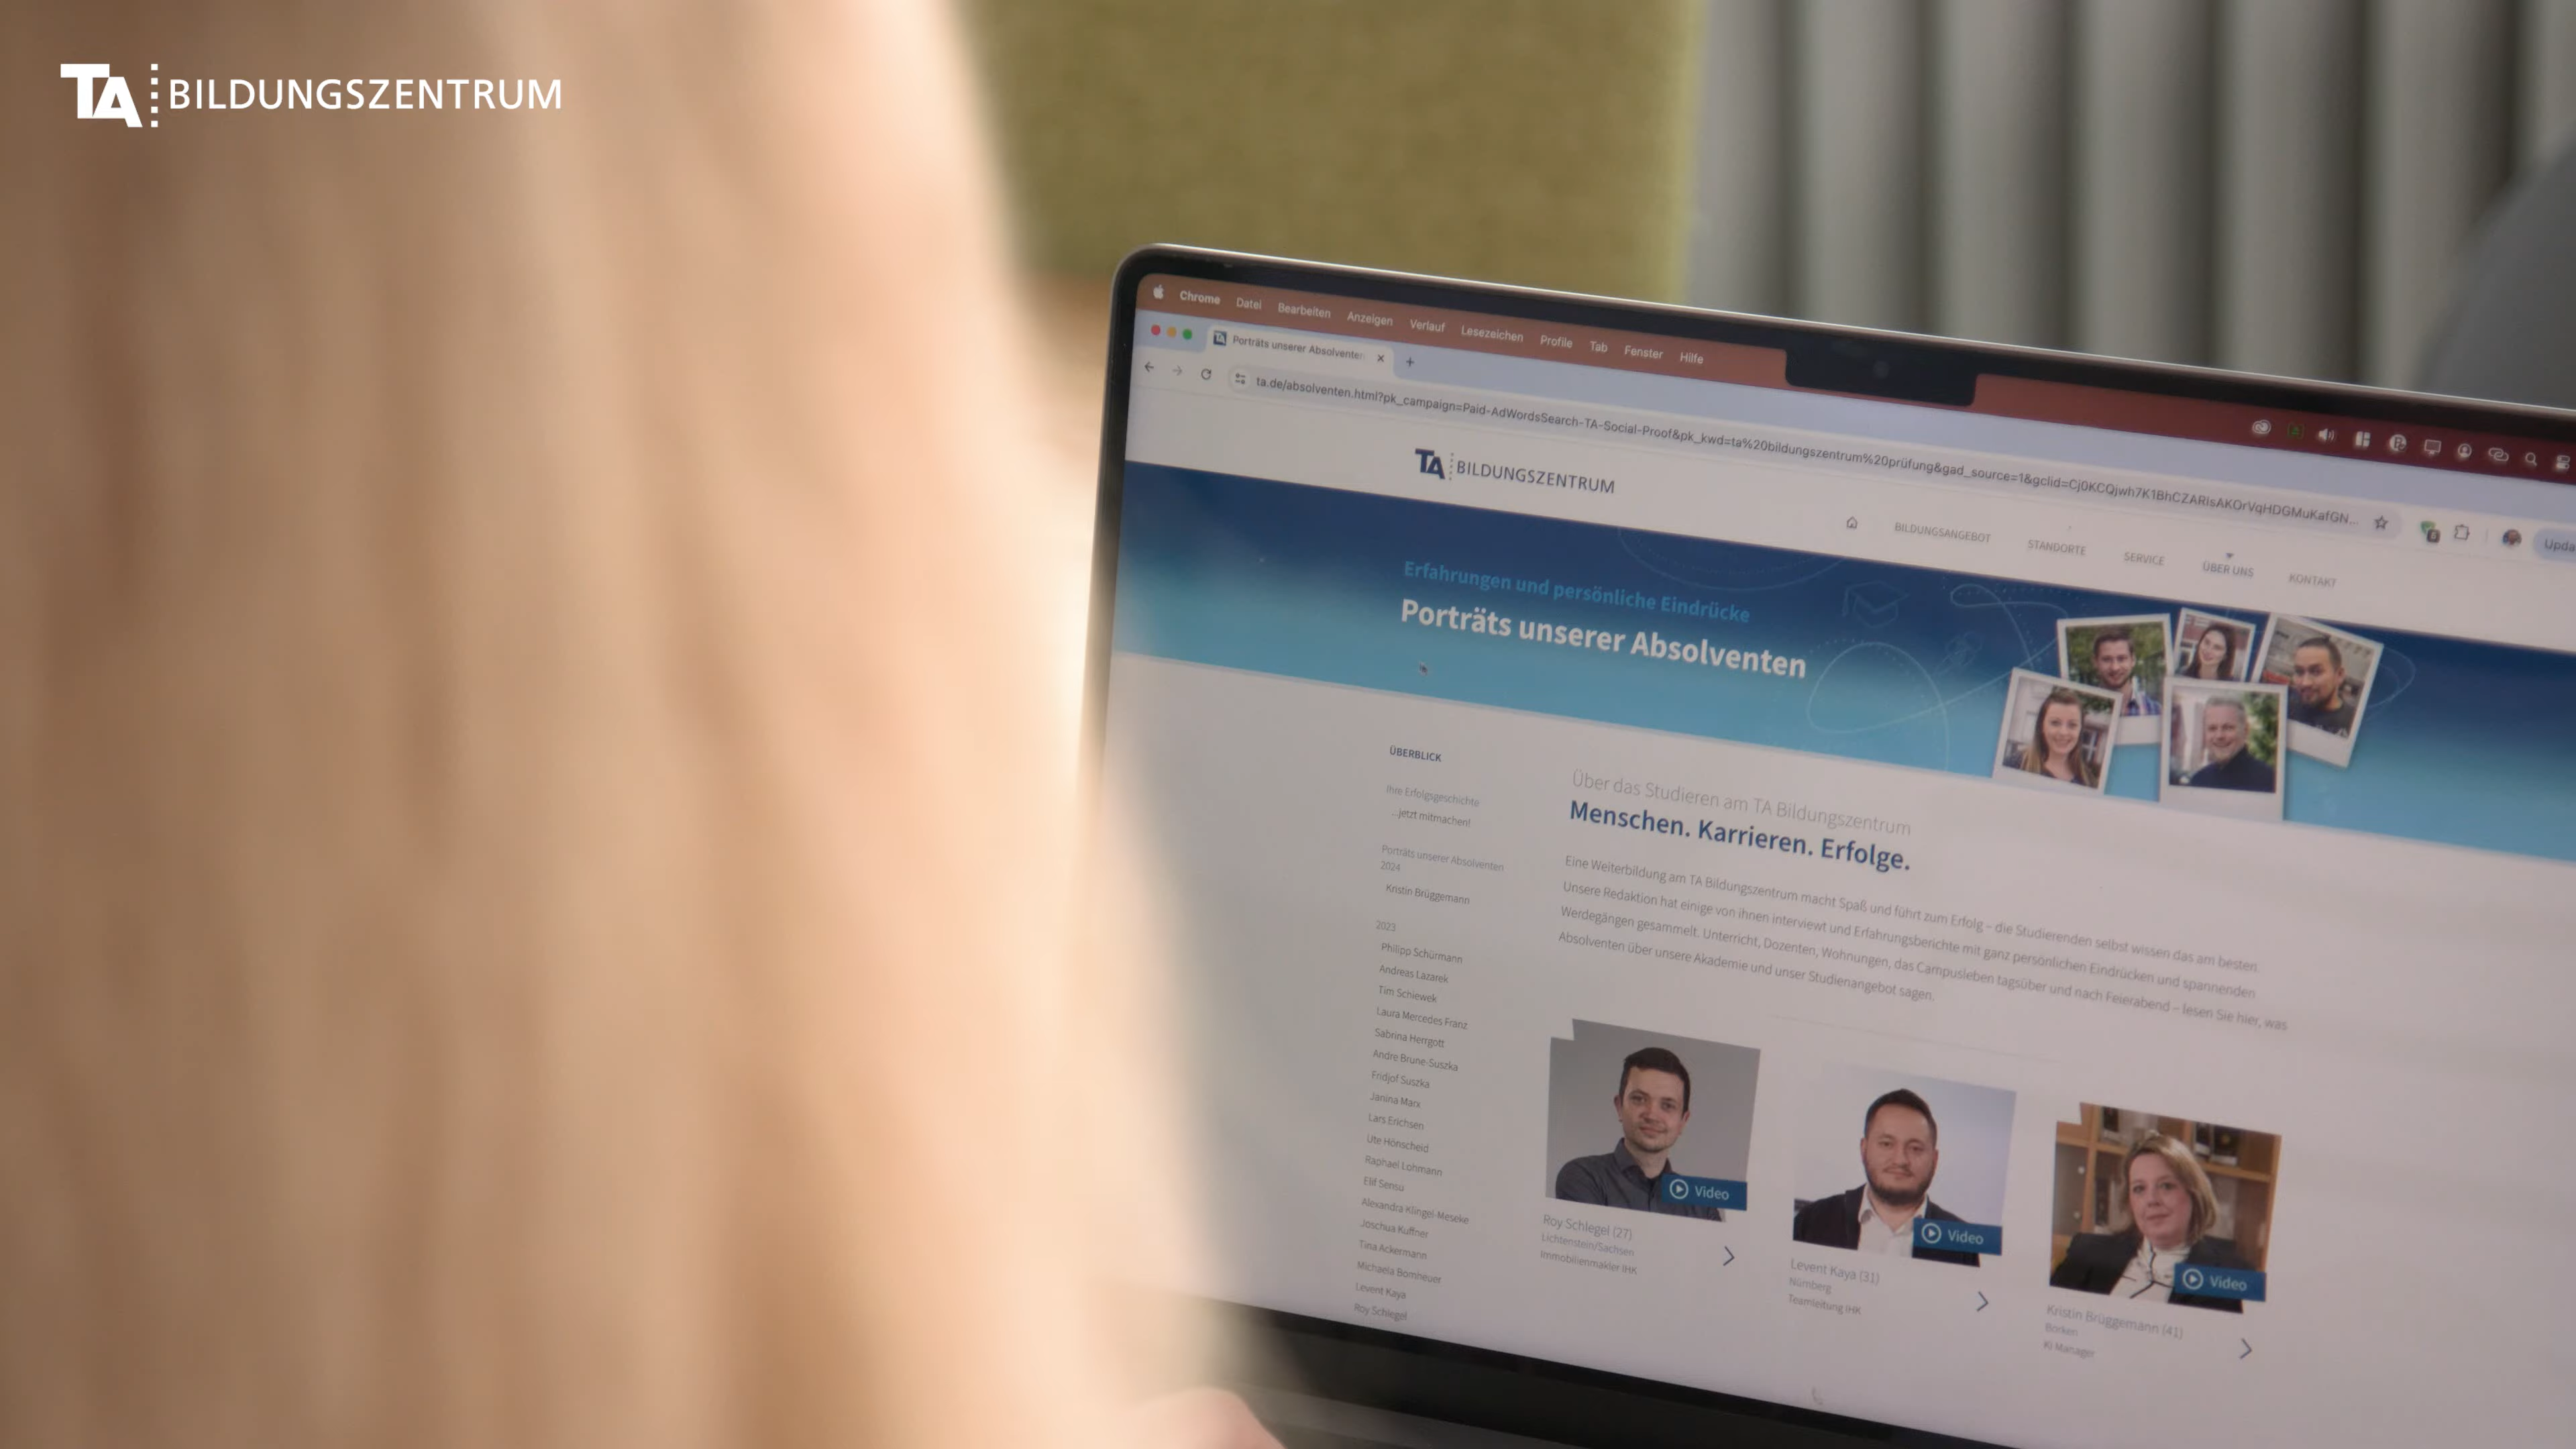 TA BILDUNGSZENTRUM
Chrome Datei Bearbeiten Anzeigen Verlauf Lesezeichen Profile Tab Fenster Hilfe
Porträts unserer Absolventen
ta.de/absolventen.html?pk_campaign=Paid-AdWordsSearch-TA-Social-Proof&pk_kwd=ta%20bildungszentrum%20prüfung&gad_source=1&gclid=Cj0KCQjwh7K1BhCZARIsAKOrVqHDGMuKafGN...
Upda
TA BILDUNGSZENTRUM
BILDUNGSANGEBOT STANDORTE SERVICE ÜBER UNS KONTAKT
Erfahrungen und persönliche Eindrücke
Porträts unserer Absolventen
ÜBERBLICK
Ihre Erfolgsgeschichte
...jetzt mitmachen!
Porträts unserer Absolventen
2024
Kristin Brüggemann
2023
Philipp Schürmann
Andreas Lazarek
Tim Schiewek
Laura Mercedes Franz
Sabrina Herrgott
Andre Brune-Suszka
Fridjof Suszka
Janina Marx
Lars Erichsen
Ute Hönscheid
Raphael Lohmann
Elif Sensu
Alexandra Klingel-Meseke
Joschua Kuffner
Tina Ackermann
Michaela Bornheuer
Levent Kaya
Roy Schlegel
Über das Studieren am TA Bildungszentrum
Menschen. Karrieren. Erfolge.
Eine Weiterbildung am TA Bildungszentrum macht Spaß und führt zum Erfolg – die Studierenden selbst wissen das am besten.
Unsere Redaktion hat einige von ihnen interviewt und Erfahrungsberichte mit ganz persönlichen Eindrücken und spannenden
Werdegängen gesammelt. Unterricht, Dozenten, Wohnungen, das Campusleben tagsüber und nach Feierabend – lesen Sie hier, was
Absolventen über unsere Akademie und unser Studienangebot sagen.
Video
Roy Schlegel (27)
Lichtenstein/Sachsen
Immobilienmakler IHK
Video
Levent Kaya (31)
Nürnberg
Teamleitung IHK
Video
Kristin Brüggemann (41)
Borken
KI Manager